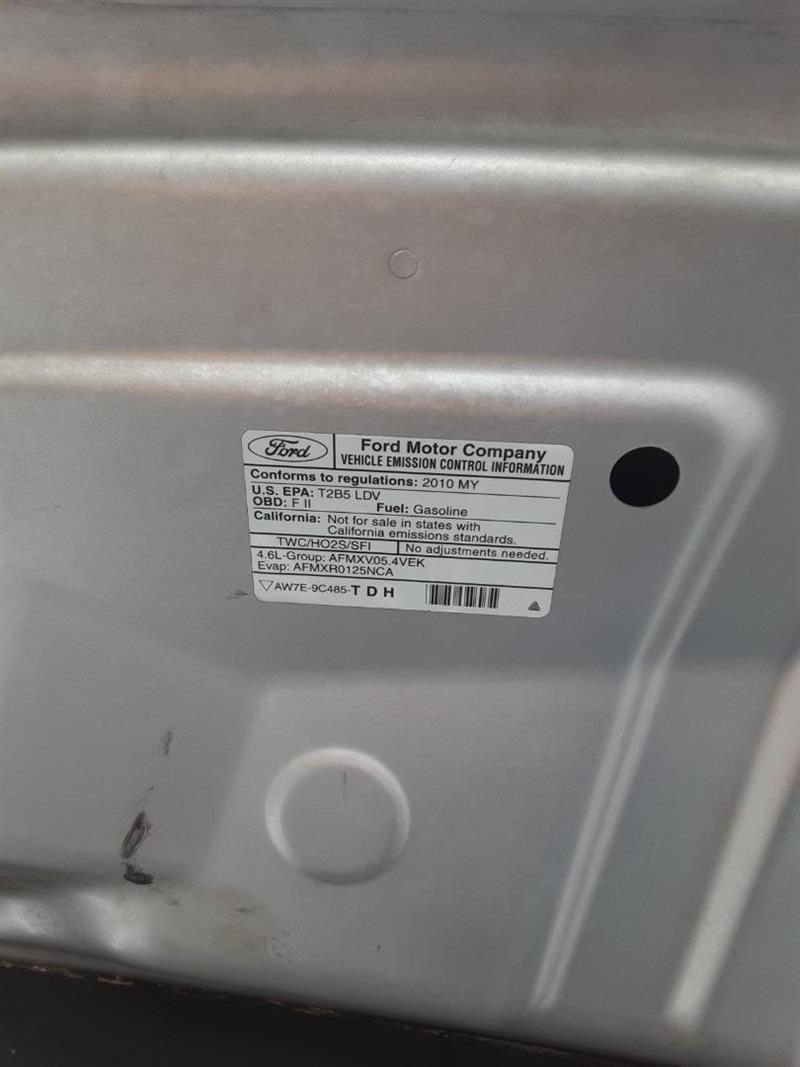 Ford
Ford Motor Company
VEHICLE EMISSION CONTROL INFORMATION
Conforms to regulations: 2010 MY
U.S. EPA: T2B5 LDV
OBD: F II Fuel: Gasoline
California: Not for sale in states with
California emissions standards.
TWC/HO2S/SFI No adjustments needed.
4.6L-Group: AFMXV05.4VEK
Evap: AFMXR0125NCA
AW7E-9C485-T D H